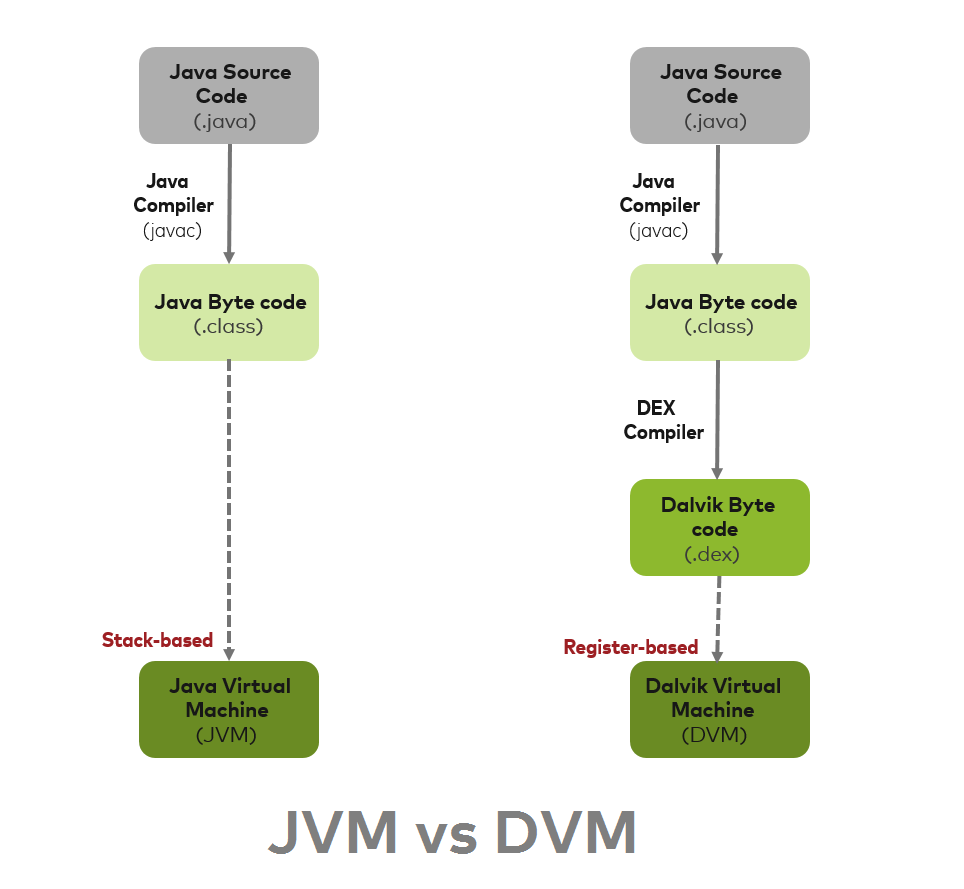 Java Source
Code
(.java)
Java
Compiler
(javac)
Java Byte code
(.class)
Stack-based
Java Virtual
Machine
(JVM)
Java Source
Code
(.java)
Java
Compiler
(javac)
Java Byte code
(.class)
DEX
Compiler
Dalvik Byte
code
(.dex)
Register-based
Dalvik Virtual
Machine
(DVM)
JVM vs DVM